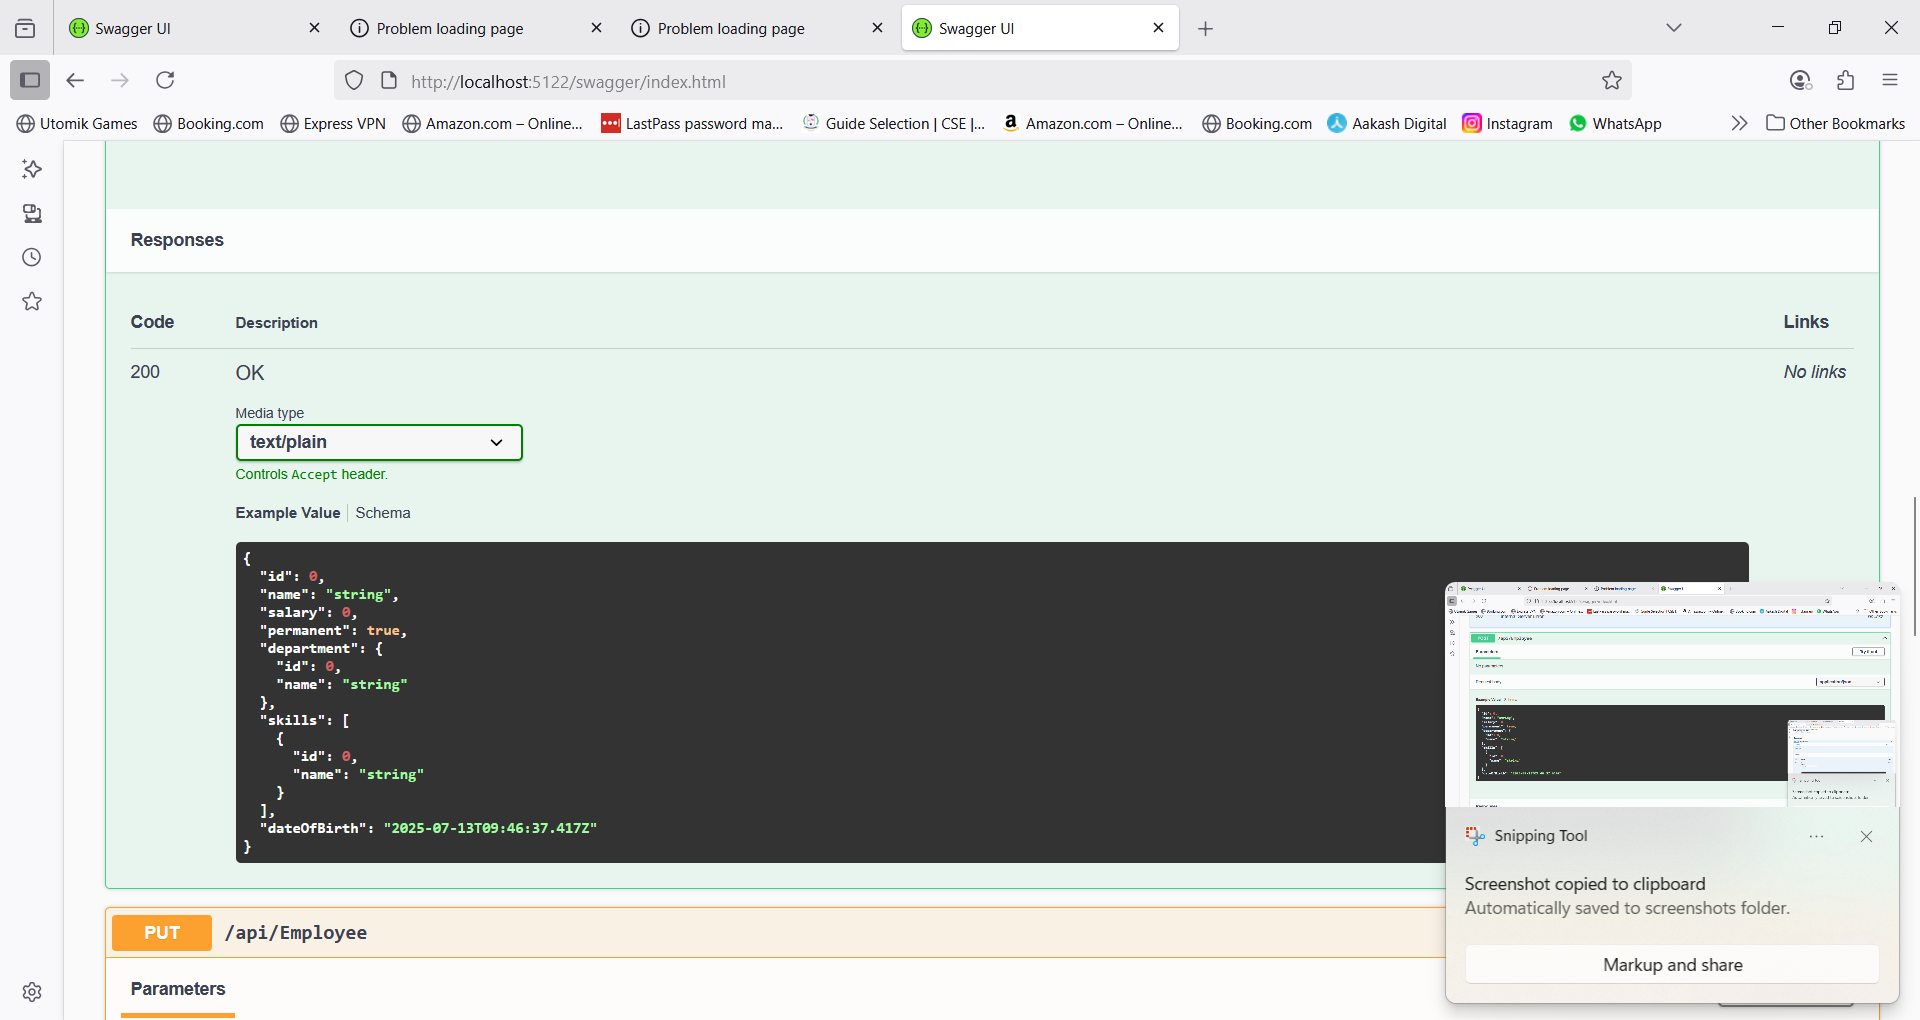 Swagger UI
Problem loading page
Problem loading page
Swagger UI
http://localhost:5122/swagger/index.html
Utomik Games
Booking.com
Express VPN
Amazon.com – Online...
LastPass password ma...
Guide Selection | CSE |...
Amazon.com – Online...
Booking.com
Aakash Digital
Instagram
WhatsApp
Other Bookmarks
Responses
Code Description Links
200 OK No links
Media type
text/plain
Controls Accept header.
Example Value Schema
{
"id": 0,
"name": "string",
"salary": 0,
"permanent": true,
"department": {
"id": 0,
"name": "string"
},
"skills": [
{
"id": 0,
"name": "string"
}
],
"dateOfBirth": "2025-07-13T09:46:37.417Z"
}
PUT /api/Employee
Parameters
Snipping Tool
Screenshot copied to clipboard
Automatically saved to screenshots folder.
Markup and share